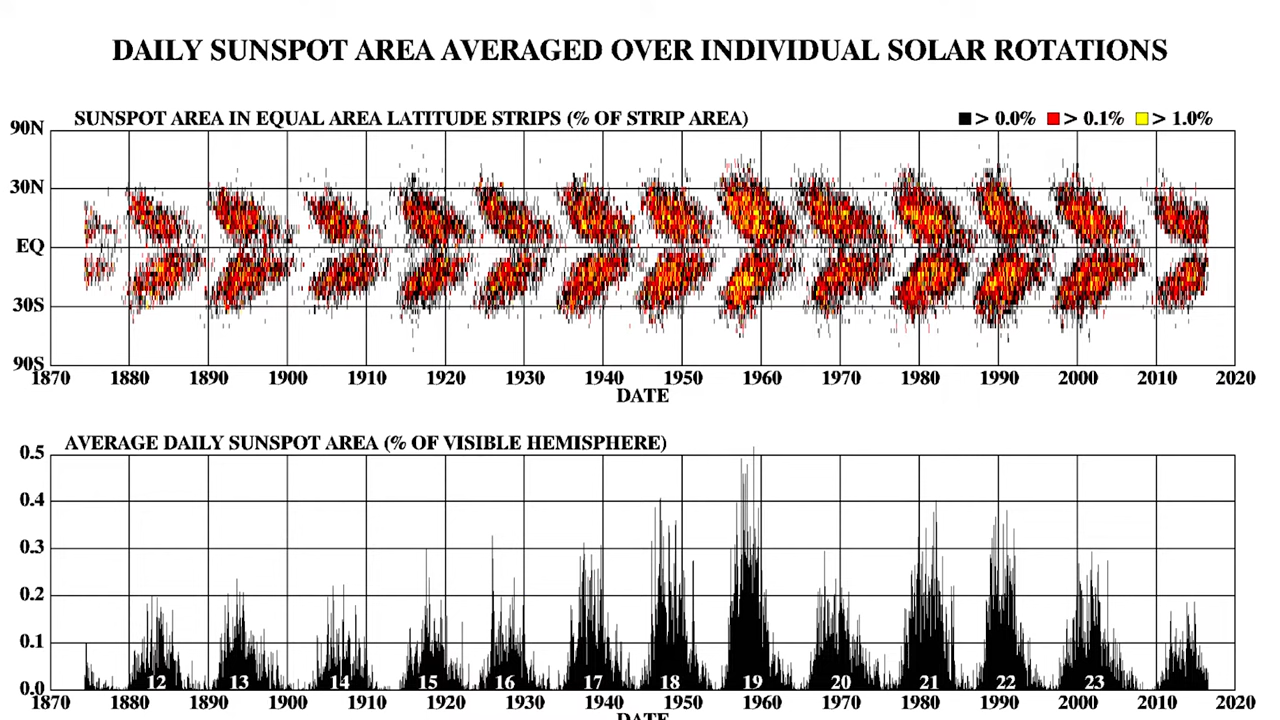 DAILY SUNSPOT AREA AVERAGED OVER INDIVIDUAL SOLAR ROTATIONS
SUNSPOT AREA IN EQUAL AREA LATITUDE STRIPS (% OF STRIP AREA) > 0.0% > 0.1% > 1.0%
90N
30N
EQ
30S
90S
1870 1880 1890 1900 1910 1920 1930 1940 1950 1960 1970 1980 1990 2000 2010 2020
DATE
AVERAGE DAILY SUNSPOT AREA (% OF VISIBLE HEMISPHERE)
0.5
0.4
0.3
0.2
0.1
0.0 12 13 14 15 16 17 18 19 20 21 22 23
1870 1880 1890 1900 1910 1920 1930 1940 1950 1960 1970 1980 1990 2000 2010 2020
DATE